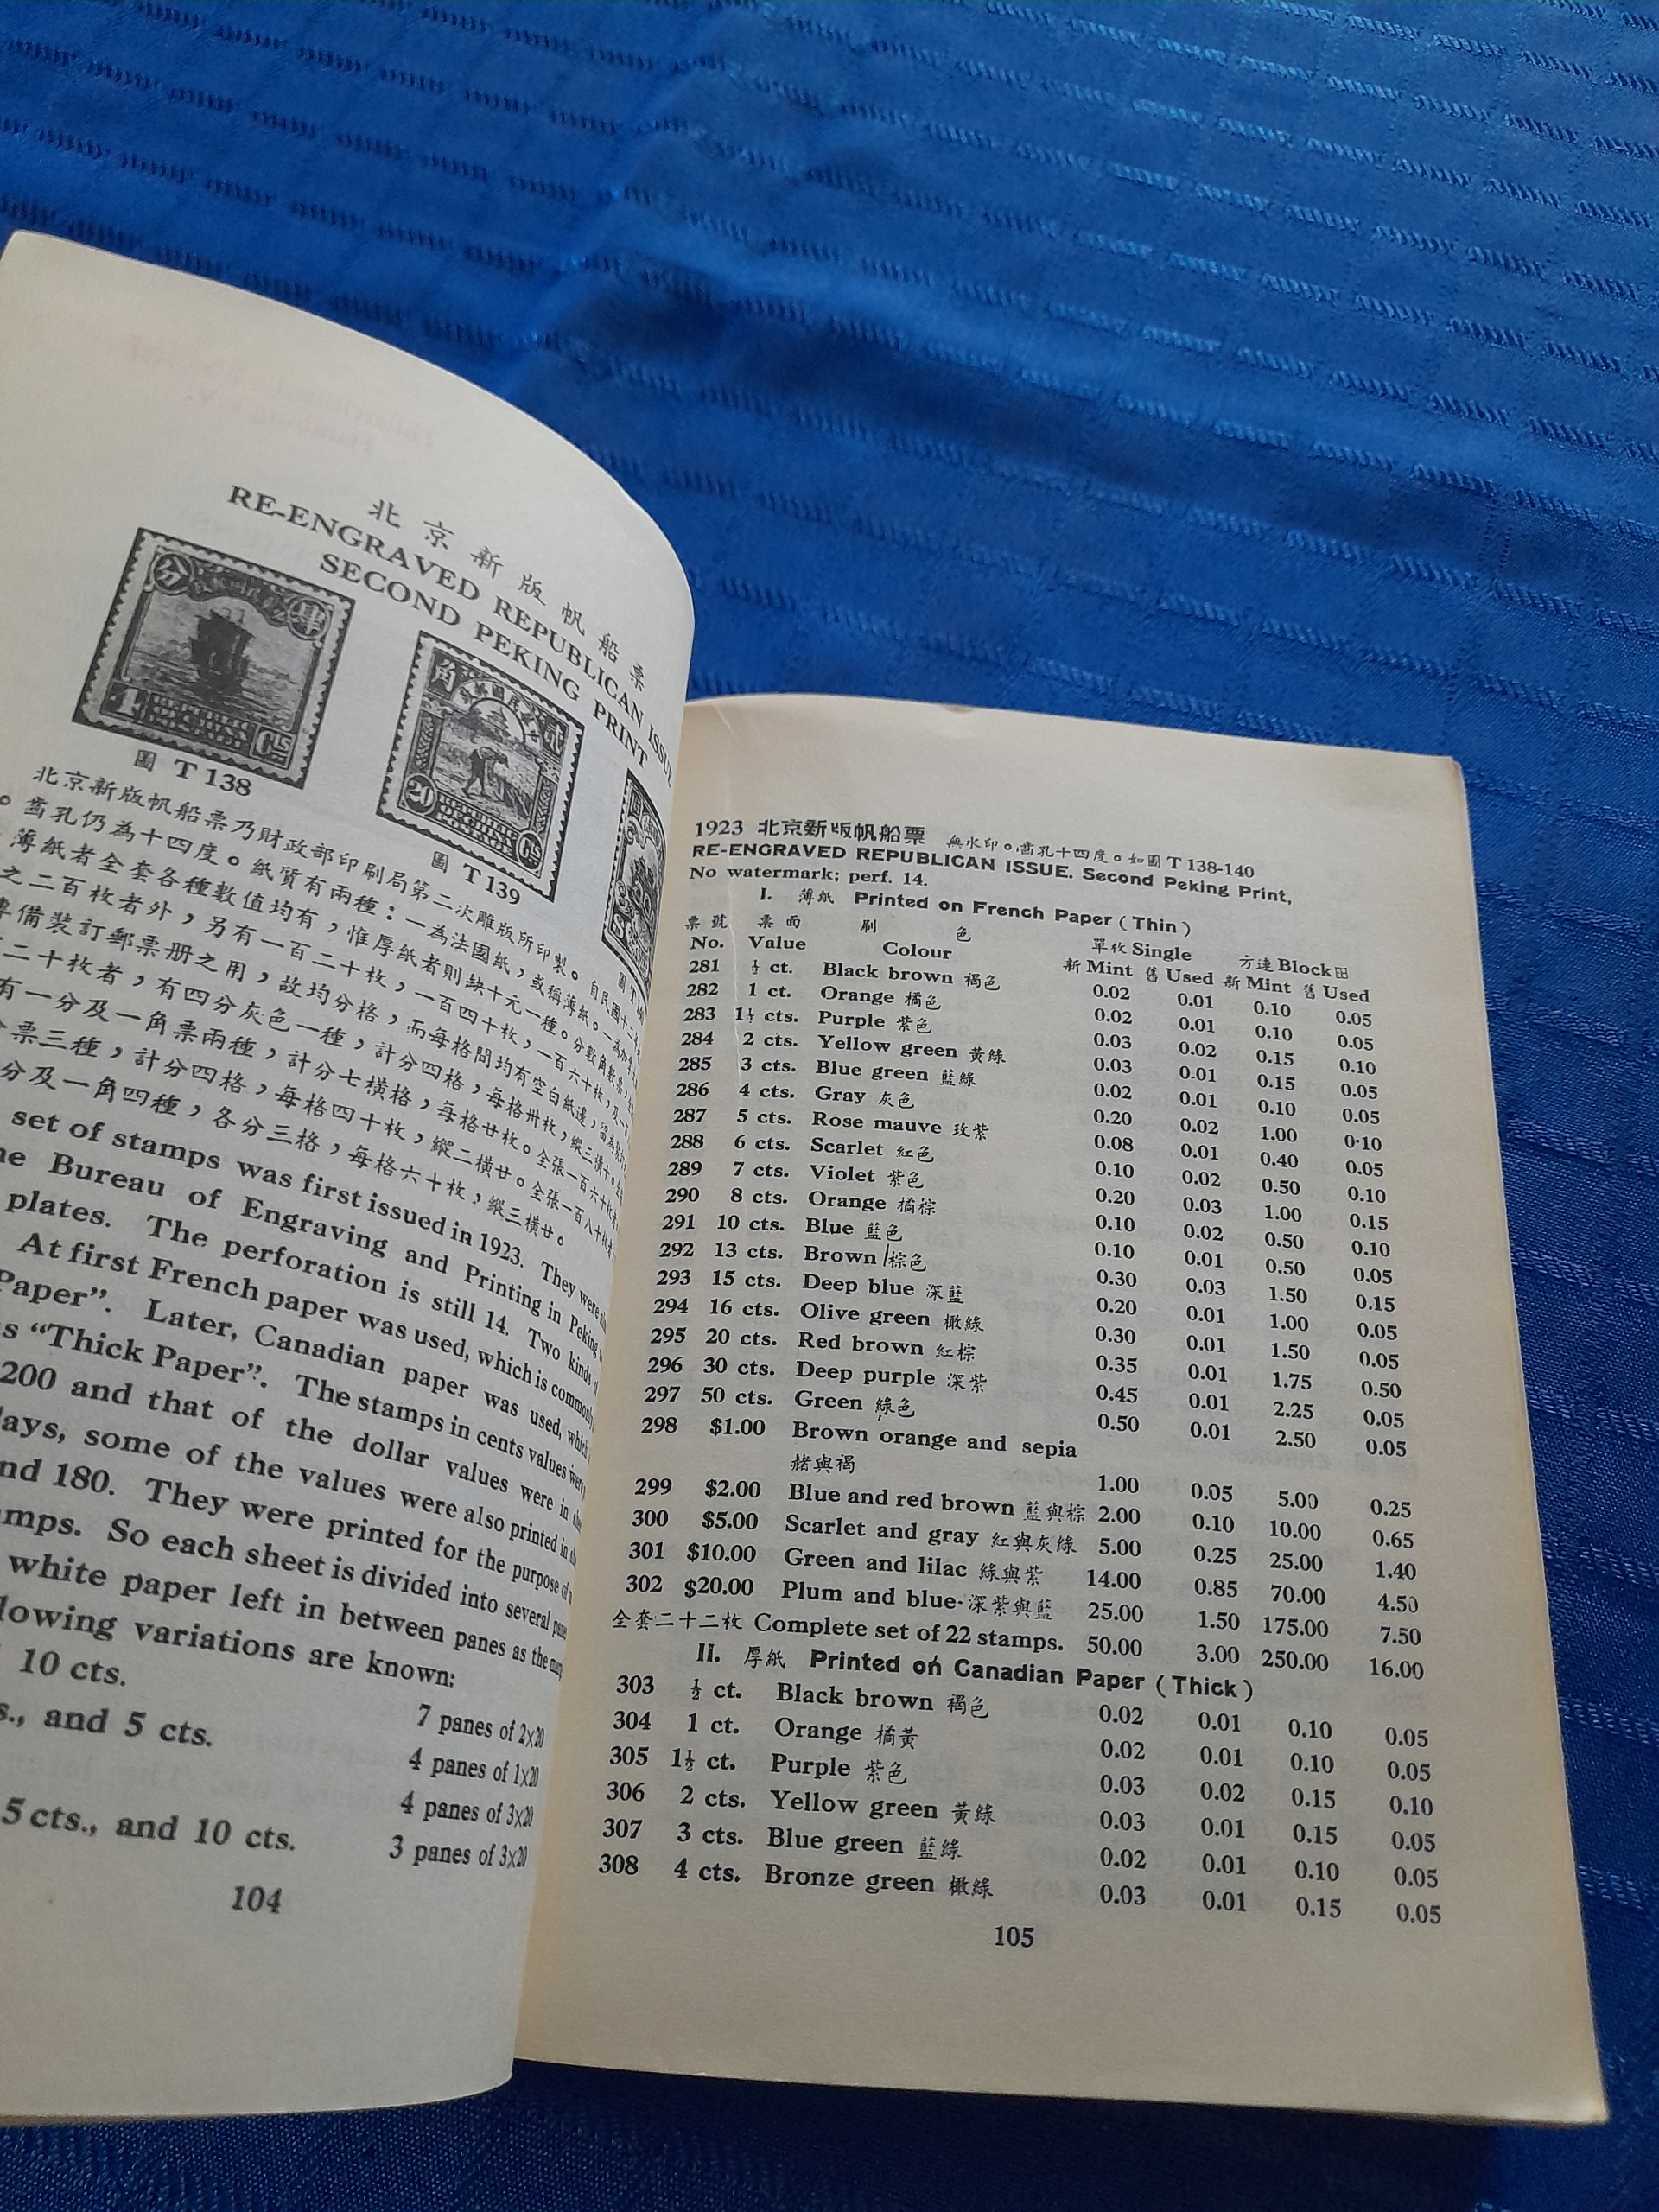 北京新版帆船票
RE-ENGRAVED REPUBLICAN ISSUE
SECOND PEKING PRINT
分 肆
4 Cts
角 貳
20 Cts
圖 T 138
圖 T 139
北京新版帆船票乃財政部印刷局第二次雕版所印製。自民國十二
。齒孔仍為十四度。紙質有兩種：一為法國紙，或稱薄紙。一為加
薄紙者全套各種數值均有，惟厚紙者則缺十元一種。分數角數票，
之二百枚者外，另有一百二十枚，一百四十枚，一百六十枚，及一
備裝訂郵票册之用，故均分格，而每格間均有空白紙邊，留為
二十枚者，有四分灰色一種，計分四格，每格卅枚，縱三橫十。
有一分及一角票兩種，計分七橫格，每格廿枚。全張一百六十枚
票三種，計分四格，每格四十枚，縱二橫廿。全張一百八十枚
分及一角四種，各分三格，每格六十枚，縱三橫廿。
set of stamps was first issued in 1923. They were
Bureau of Engraving and Printing in Peking
plates. The perforation is still 14. Two kinds
At first French paper was used, which is commonly
Paper”. Later, Canadian paper was used, which
“Thick Paper”. The stamps in cents values were
200 and that of the dollar values were in
some of the values were also printed in
180. They were printed for the purpose of
So each sheet is divided into several panes
white paper left in between panes as the
variations are known:
10 cts. 7 panes of 2x20
and 5 cts. 4 panes of 1x20
4 panes of 3x20
5 cts., and 10 cts. 3 panes of 3x20
104
1923 北京新版帆船票 無水印。齒孔十四度。如圖 T 138-140
RE-ENGRAVED REPUBLICAN ISSUE. Second Peking Print,
No watermark; perf. 14.
I. 薄紙 Printed on French Paper (Thin)
票號 票面 刷色 單枚 Single 方連 Block 田
No. Value Colour 新 Mint 舊 Used 新 Mint 舊 Used
281 ½ ct. Black brown 褐色 0.02 0.01 0.10 0.05
282 1 ct. Orange 橘色 0.02 0.01 0.10 0.05
283 1½ cts. Purple 紫色 0.03 0.02 0.15 0.10
284 2 cts. Yellow green 黃綠 0.03 0.01 0.15 0.05
285 3 cts. Blue green 藍綠 0.02 0.01 0.10 0.05
286 4 cts. Gray 灰色 0.20 0.02 1.00 0·10
287 5 cts. Rose mauve 玫紫 0.08 0.01 0.40 0.05
288 6 cts. Scarlet 紅色 0.10 0.02 0.50 0.10
289 7 cts. Violet 紫色 0.20 0.03 1.00 0.15
290 8 cts. Orange 橘棕 0.10 0.02 0.50 0.10
291 10 cts. Blue 藍色 0.10 0.01 0.50 0.05
292 13 cts. Brown 棕色 0.30 0.03 1.50 0.15
293 15 cts. Deep blue 深藍 0.20 0.01 1.00 0.05
294 16 cts. Olive green 橄綠 0.30 0.01 1.50 0.05
295 20 cts. Red brown 紅棕 0.35 0.01 1.75 0.50
296 30 cts. Deep purple 深紫 0.45 0.01 2.25 0.05
297 50 cts. Green 綠色 0.50 0.01 2.50 0.05
298 $1.00 Brown orange and sepia
赭與褐 1.00 0.05 5.00 0.25
299 $2.00 Blue and red brown 藍與棕 2.00 0.10 10.00 0.65
300 $5.00 Scarlet and gray 紅與灰綠 5.00 0.25 25.00 1.40
301 $10.00 Green and lilac 綠與紫 14.00 0.85 70.00 4.50
302 $20.00 Plum and blue 深紫與藍 25.00 1.50 175.00 7.50
全套二十二枚 Complete set of 22 stamps. 50.00 3.00 250.00 16.00
II. 厚紙 Printed on Canadian Paper (Thick)
303 ½ ct. Black brown 褐色 0.02 0.01 0.10 0.05
304 1 ct. Orange 橘黃 0.02 0.01 0.10 0.05
305 1½ ct. Purple 紫色 0.03 0.02 0.15 0.10
306 2 cts. Yellow green 黃綠 0.03 0.01 0.15 0.05
307 3 cts. Blue green 藍綠 0.02 0.01 0.10 0.05
308 4 cts. Bronze green 橄綠 0.03 0.01 0.15 0.05
105